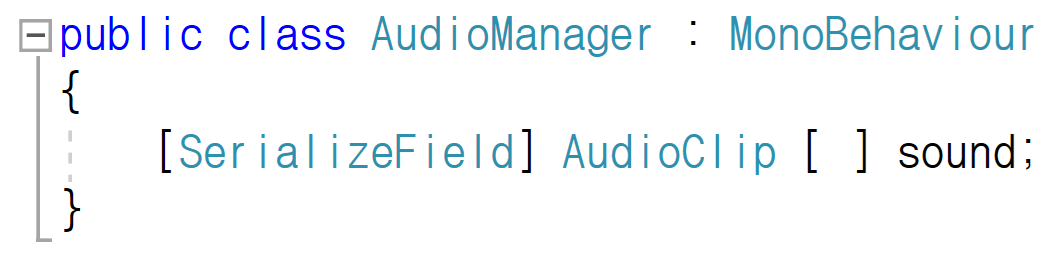 public class AudioManager : MonoBehaviour
{
[SerializeField] AudioClip [ ] sound;
}